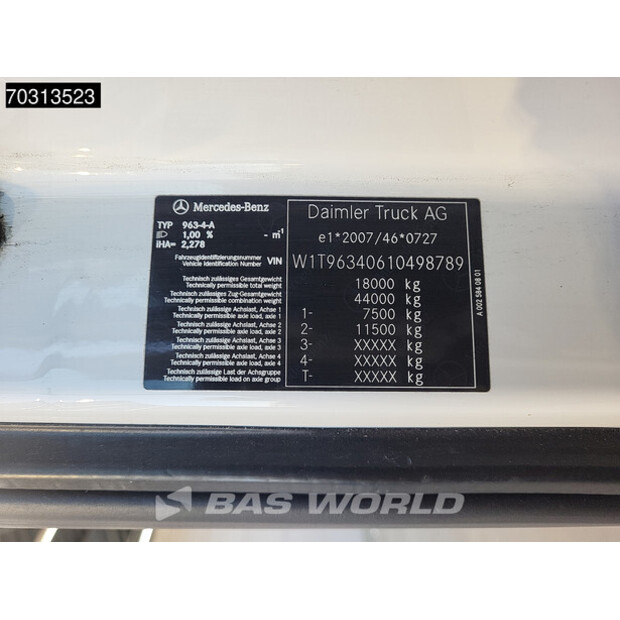 70313523
Mercedes-Benz
TYP 963-4-A
1,00 % - m¹
iHA= 2,278
Fahrzeugidentifizierungsnummer
Vehicle Identification Number VIN
Technisch zulässiges Gesamtgewicht
Technically permissible total weight
Technisch zulässiges Zug-Gesamtgewicht
Technically permissible combination weight
Technisch zulässige Achslast, Achse 1
Technically permissible axle load, axle 1
Technisch zulässige Achslast, Achse 2
Technically permissible axle load, axle 2
Technisch zulässige Achslast, Achse 3
Technically permissible axle load, axle 3
Technisch zulässige Achslast, Achse 4
Technically permissible axle load, axle 4
Technisch zulässige Last der Achsgruppe
Technically permissible load on axle group
Daimler Truck AG
e1*2007/46*0727
W1T96340610498789
18000 kg
44000 kg
1- 7500 kg
2- 11500 kg
3- XXXXX kg
4- XXXXX kg
T- XXXXX kg
A 002 584 08 01
BAS WORLD